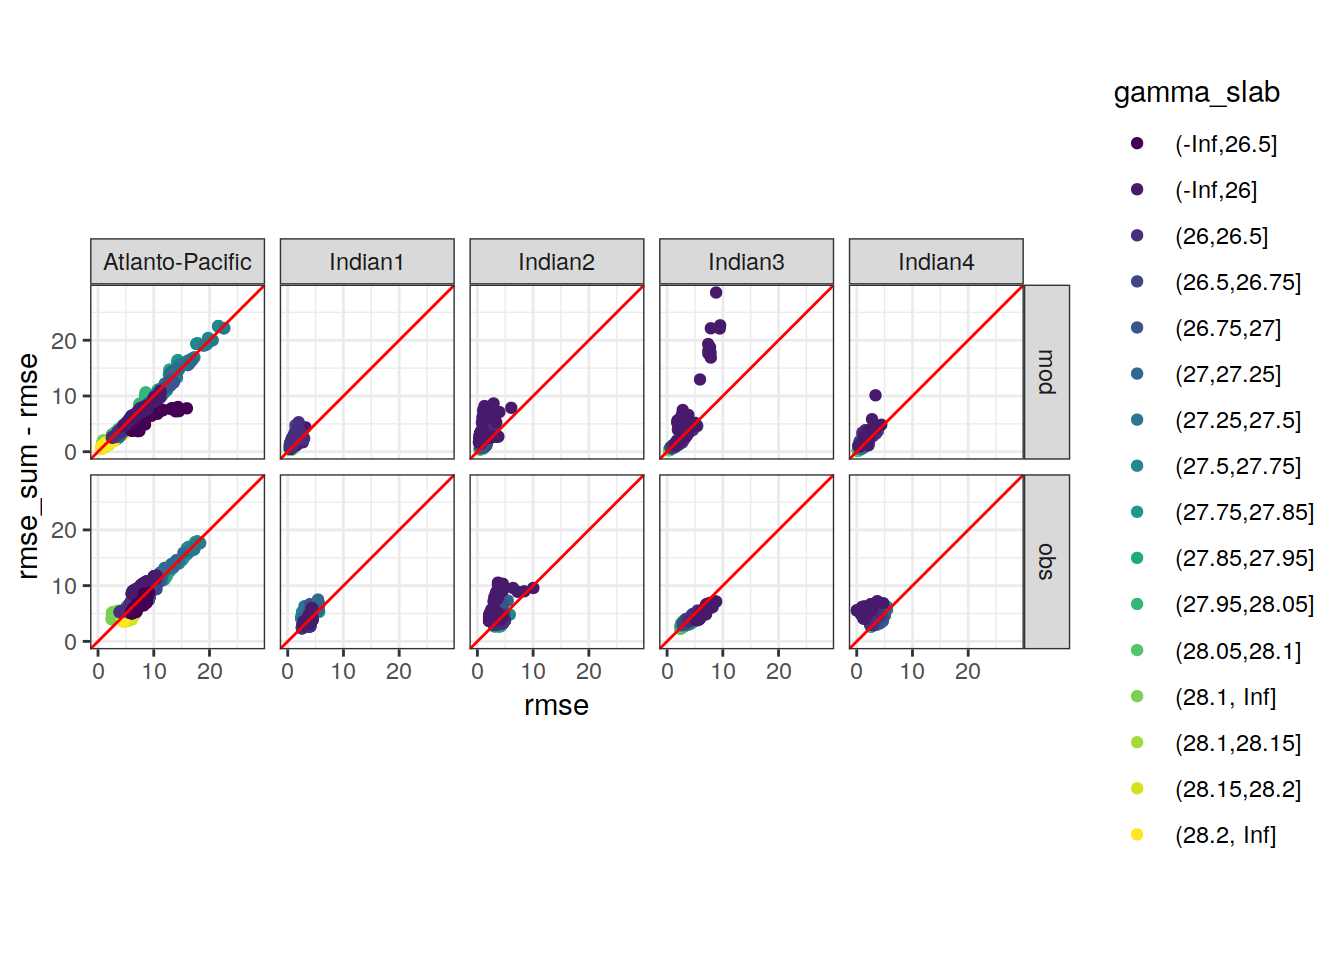 gamma_slab
(-Inf,26.5]
(-Inf,26]
(26,26.5]
(26.5,26.75]
(26.75,27]
(27,27.25]
(27.25,27.5]
(27.5,27.75]
(27.75,27.85]
(27.85,27.95]
(27.95,28.05]
(28.05,28.1]
(28.1, Inf]
(28.1,28.15]
(28.15,28.2]
(28.2, Inf]
Atlanto-Pacific Indian1 Indian2 Indian3 Indian4
mod
obs
rmse_sum - rmse
20
10
0
20
10
0
0 10 20 0 10 20 0 10 20 0 10 20 0 10 20
rmse